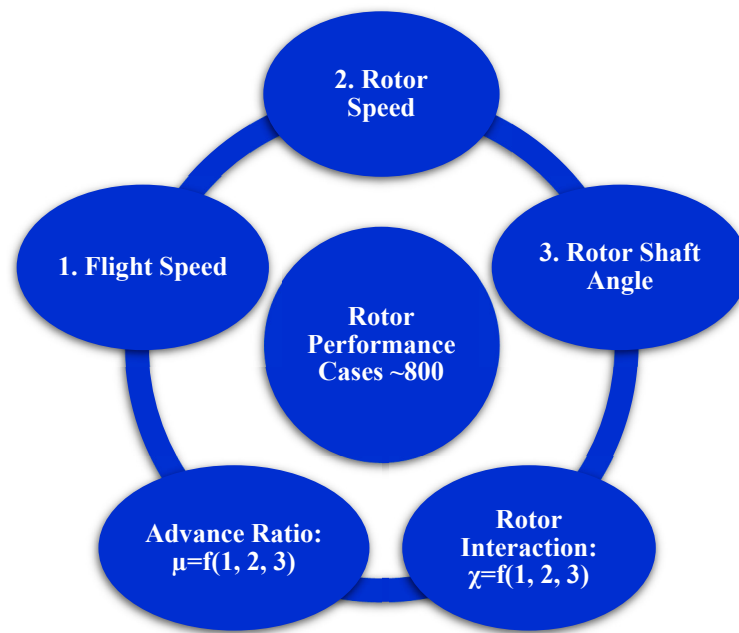 2. Rotor
Speed
1. Flight Speed
3. Rotor Shaft
Angle
Rotor
Performance
Cases ~800
Advance Ratio:
μ=f(1, 2, 3)
Rotor
Interaction:
χ=f(1, 2, 3)